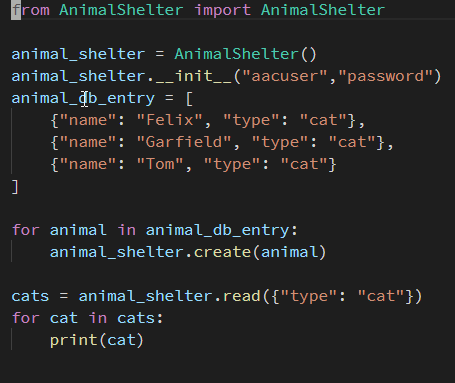 from AnimalShelter import AnimalShelter
animal_shelter = AnimalShelter()
animal_shelter.__init__("aacuser","password")
animal_db_entry = [
    {"name": "Felix", "type": "cat"},
    {"name": "Garfield", "type": "cat"},
    {"name": "Tom", "type": "cat"}
]
for animal in animal_db_entry:
    animal_shelter.create(animal)
cats = animal_shelter.read({"type": "cat"})
for cat in cats:
    print(cat)